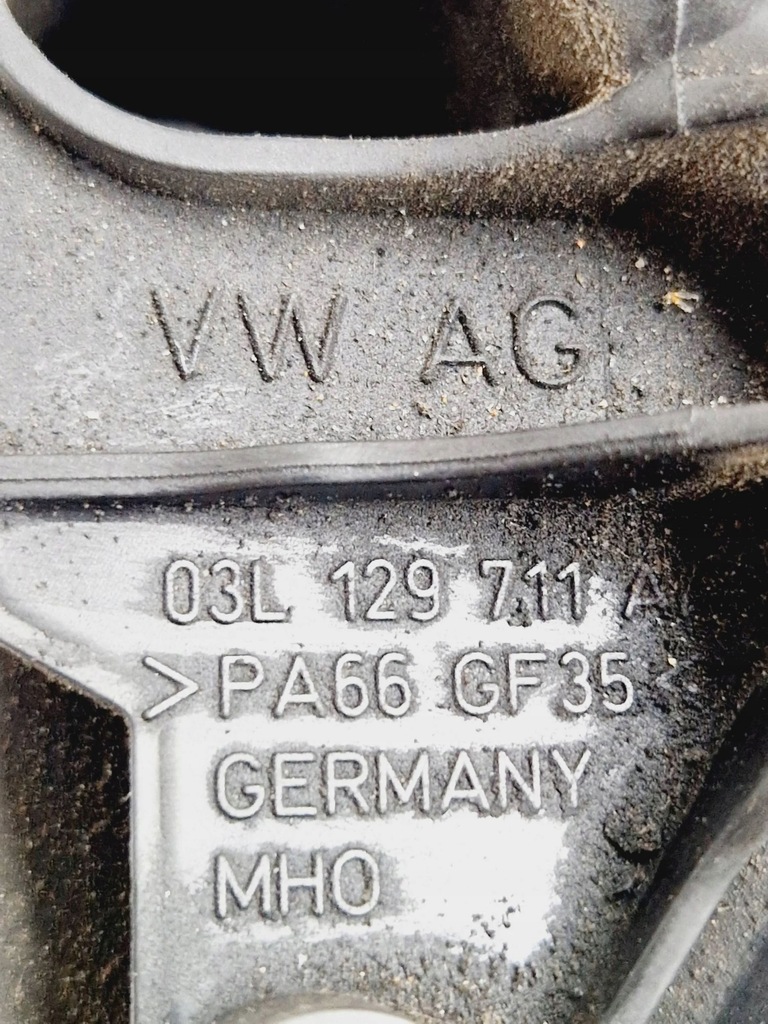 VW AG
03L 129 711 A
>PA66 GF35<
GERMANY
MHO